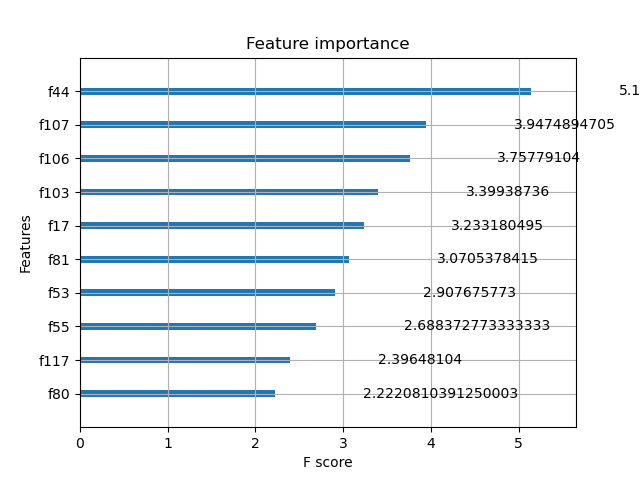 Feature importance
f44 5.1
f107 3.9474894705
f106 3.75779104
f103 3.39938736
f17 3.233180495
f81 3.0705378415
f53 2.907675773
f55 2.688372773333333
f117 2.39648104
f80 2.2220810391250003
Features
0 1 2 3 4 5
F score